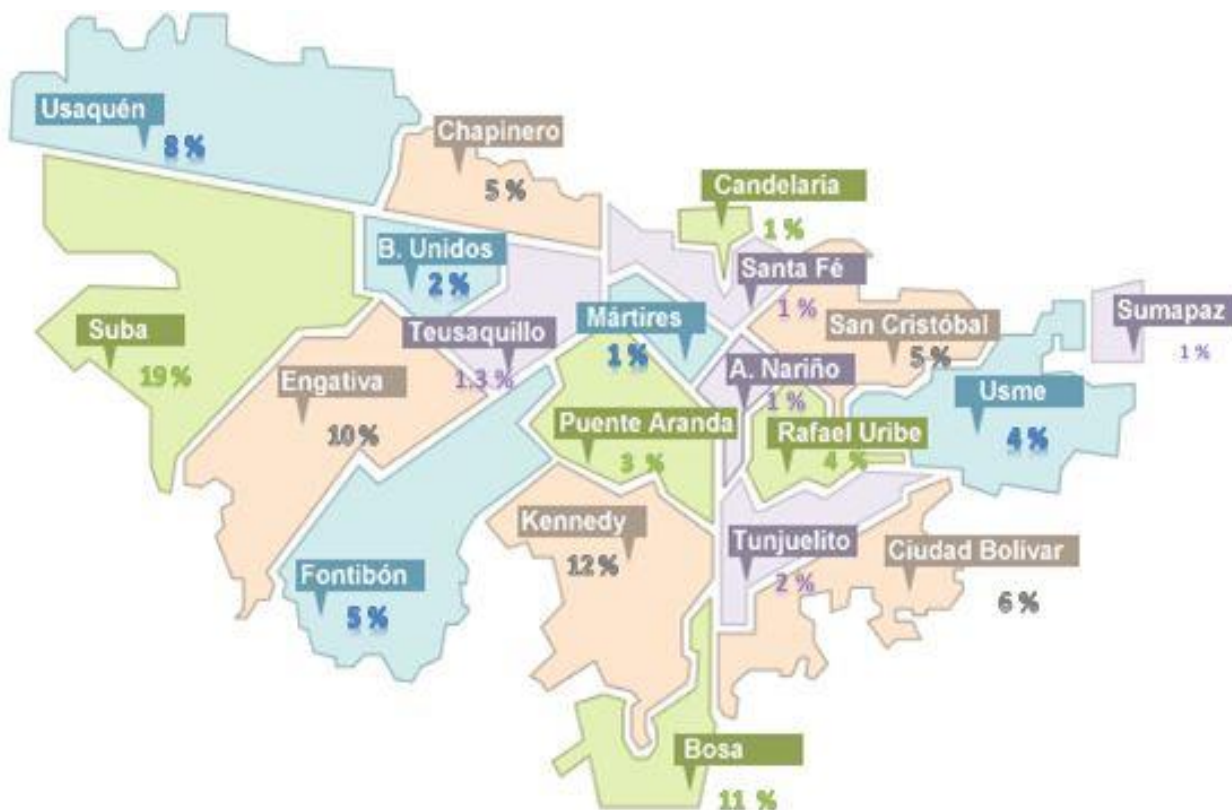 Usaquén
8 %
Chapinero
5 %
Candelaria
1 %
B. Unidos
2 %
Santa Fé
1 %
Sumapaz
1 %
Suba
19 %
Teusaquillo
1.3 %
Mártires
1 %
San Cristóbal
5 %
Engativa
10 %
A. Nariño
1 %
Usme
4 %
Puente Aranda
3 %
Rafael Uribe
4 %
Kennedy
12 %
Tunjuelito
2 %
Ciudad Bolivar
6 %
Fontibón
5 %
Bosa
11 %